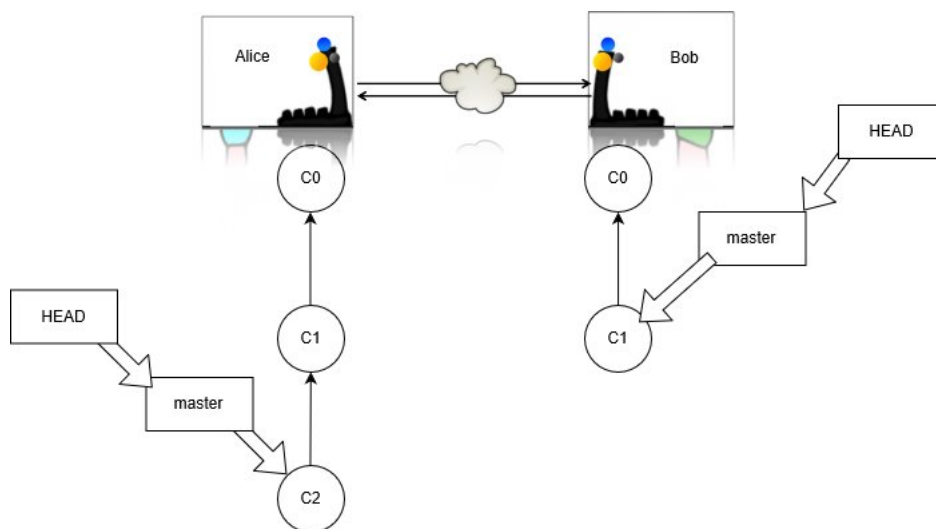 Alice
Bob
HEAD
C0
C0
master
HEAD
C1
C1
master
C2